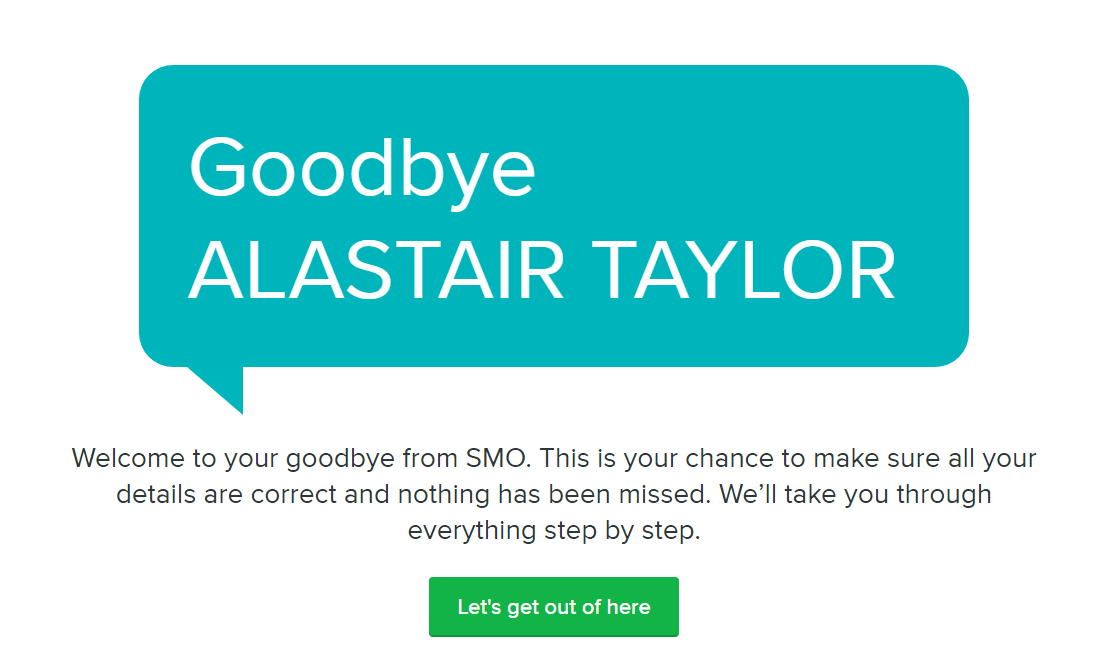 Goodbye
ALASTAIR TAYLOR
Welcome to your goodbye from SMO. This is your chance to make sure all your
details are correct and nothing has been missed. We’ll take you through
everything step by step.
Let's get out of here